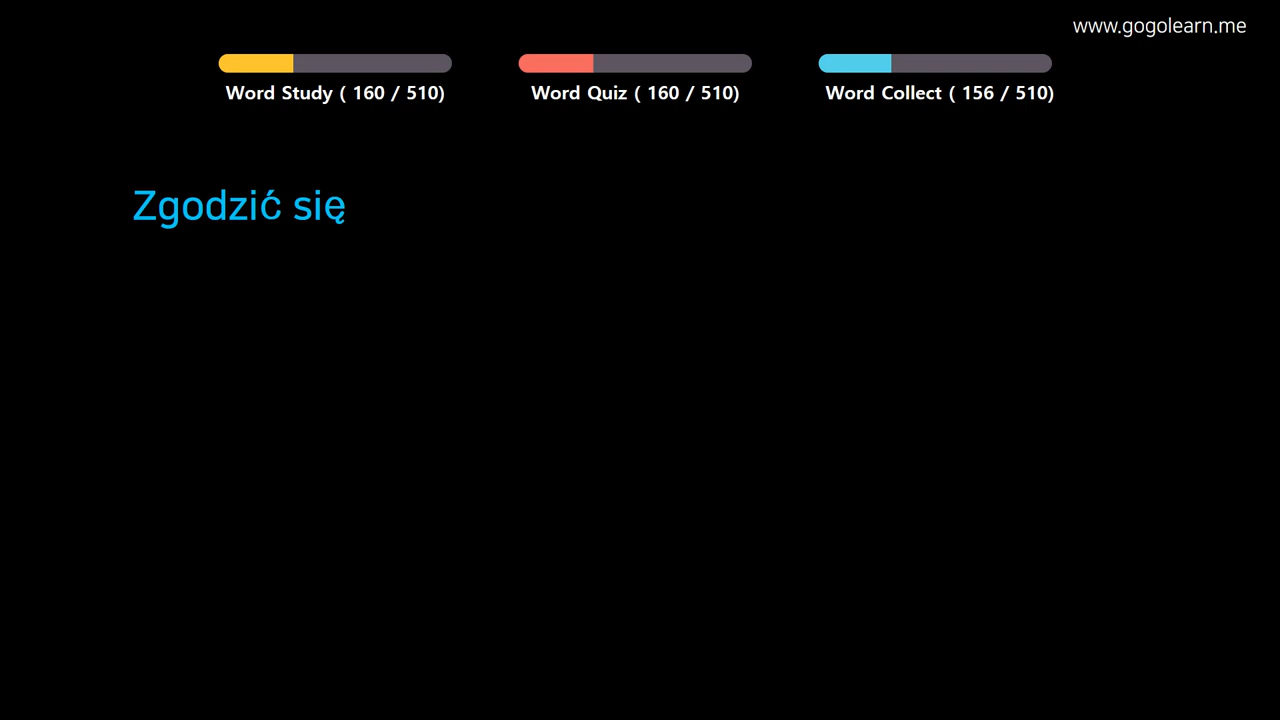 www.gogolearn.me
Word Study ( 160 / 510)
Word Quiz ( 160 / 510)
Word Collect ( 156 / 510)
Zgodzić się